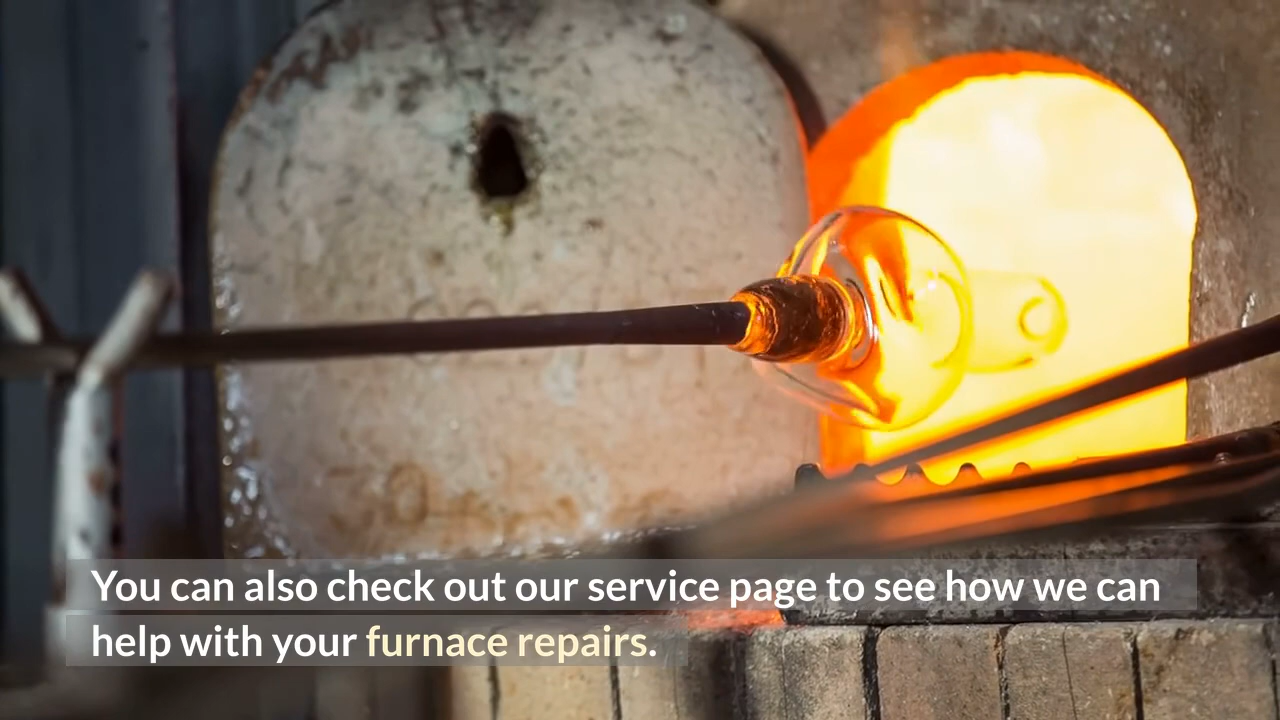 You can also check out our service page to see how we can
help with your furnace repairs.